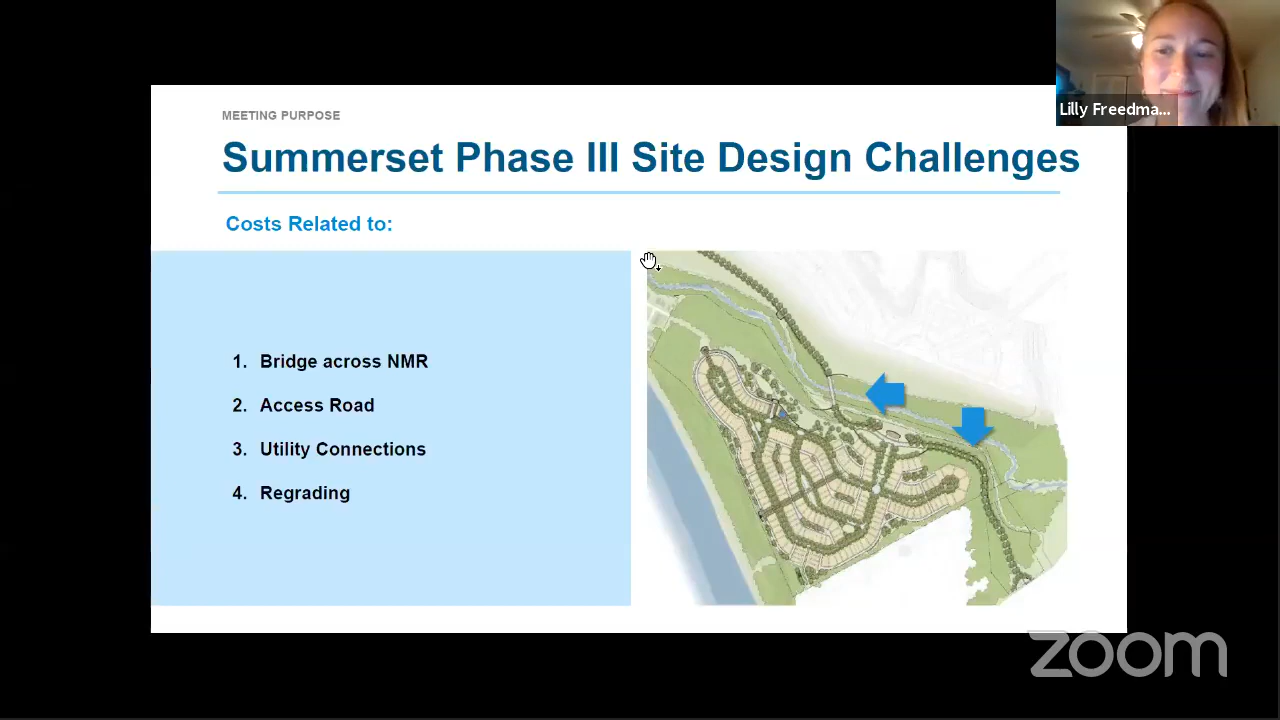 Lilly Freedma...
MEETING PURPOSE
Summerset Phase III Site Design Challenges
Costs Related to:
1. Bridge across NMR
2. Access Road
3. Utility Connections
4. Regrading
zoom